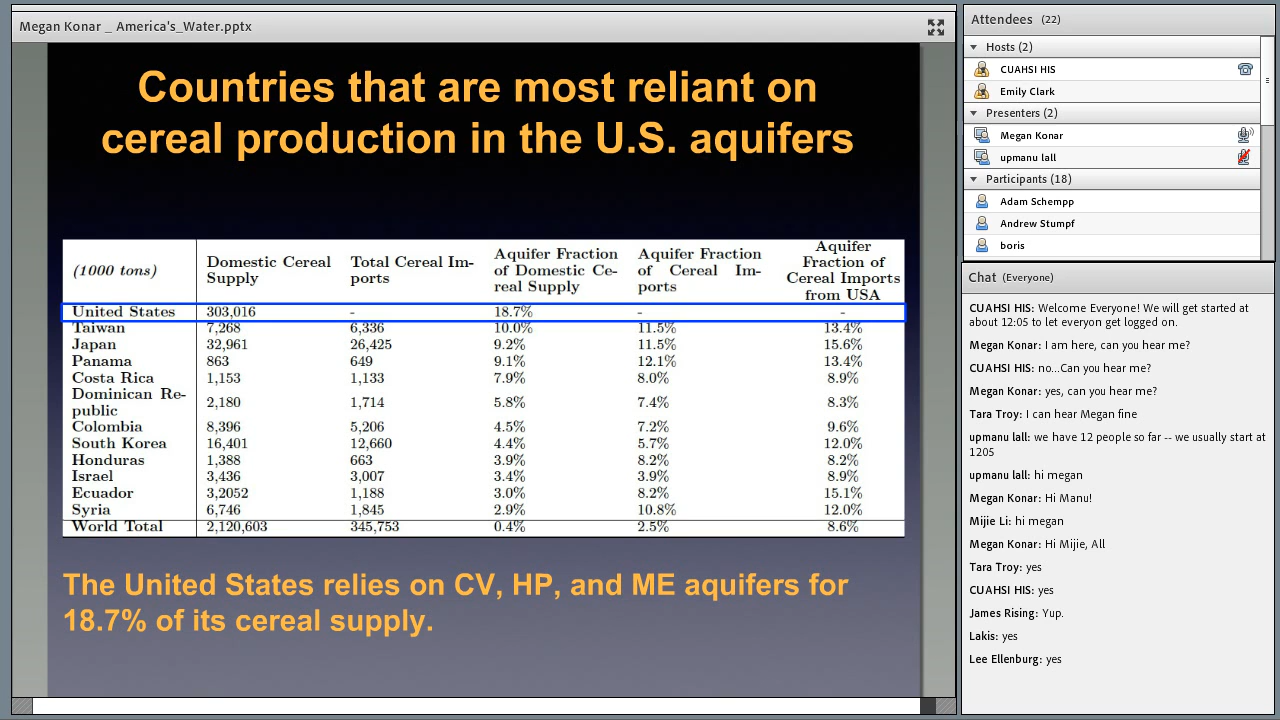 Megan Konar _ America's_Water.pptx
Countries that are most reliant on
cereal production in the U.S. aquifers
(1000 tons) Domestic Cereal Supply Total Cereal Im-ports Aquifer Fraction of Domestic Ce-real Supply Aquifer Fraction of Cereal Im-ports Aquifer Fraction of Cereal Imports from USA
United States 303,016 - 18.7% - -
Taiwan 7,268 6,336 10.0% 11.5% 13.4%
Japan 32,961 26,425 9.2% 11.5% 15.6%
Panama 863 649 9.1% 12.1% 13.4%
Costa Rica 1,153 1,133 7.9% 8.0% 8.9%
Dominican Re-public 2,180 1,714 5.8% 7.4% 8.3%
Colombia 8,396 5,206 4.5% 7.2% 9.6%
South Korea 16,401 12,660 4.4% 5.7% 12.0%
Honduras 1,388 663 3.9% 8.2% 8.2%
Israel 3,436 3,007 3.4% 3.9% 8.9%
Ecuador 3,2052 1,188 3.0% 8.2% 15.1%
Syria 6,746 1,845 2.9% 10.8% 12.0%
World Total 2,120,603 345,753 0.4% 2.5% 8.6%
The United States relies on CV, HP, and ME aquifers for
18.7% of its cereal supply.
Attendees (22)
Hosts (2)
CUAHSI HIS
Emily Clark
Presenters (2)
Megan Konar
upmanu lall
Participants (18)
Adam Schempp
Andrew Stumpf
boris
Chat (Everyone)
CUAHSI HIS: Welcome Everyone! We will get started at
about 12:05 to let everyon get logged on.
Megan Konar: I am here, can you hear me?
CUAHSI HIS: no...Can you hear me?
Megan Konar: yes, can you hear me?
Tara Troy: I can hear Megan fine
upmanu lall: we have 12 people so far -- we usually start at
1205
upmanu lall: hi megan
Megan Konar: Hi Manu!
Mijie Li: hi megan
Megan Konar: Hi Mijie, All
Tara Troy: yes
CUAHSI HIS: yes
James Rising: Yup.
Lakis: yes
Lee Ellenburg: yes